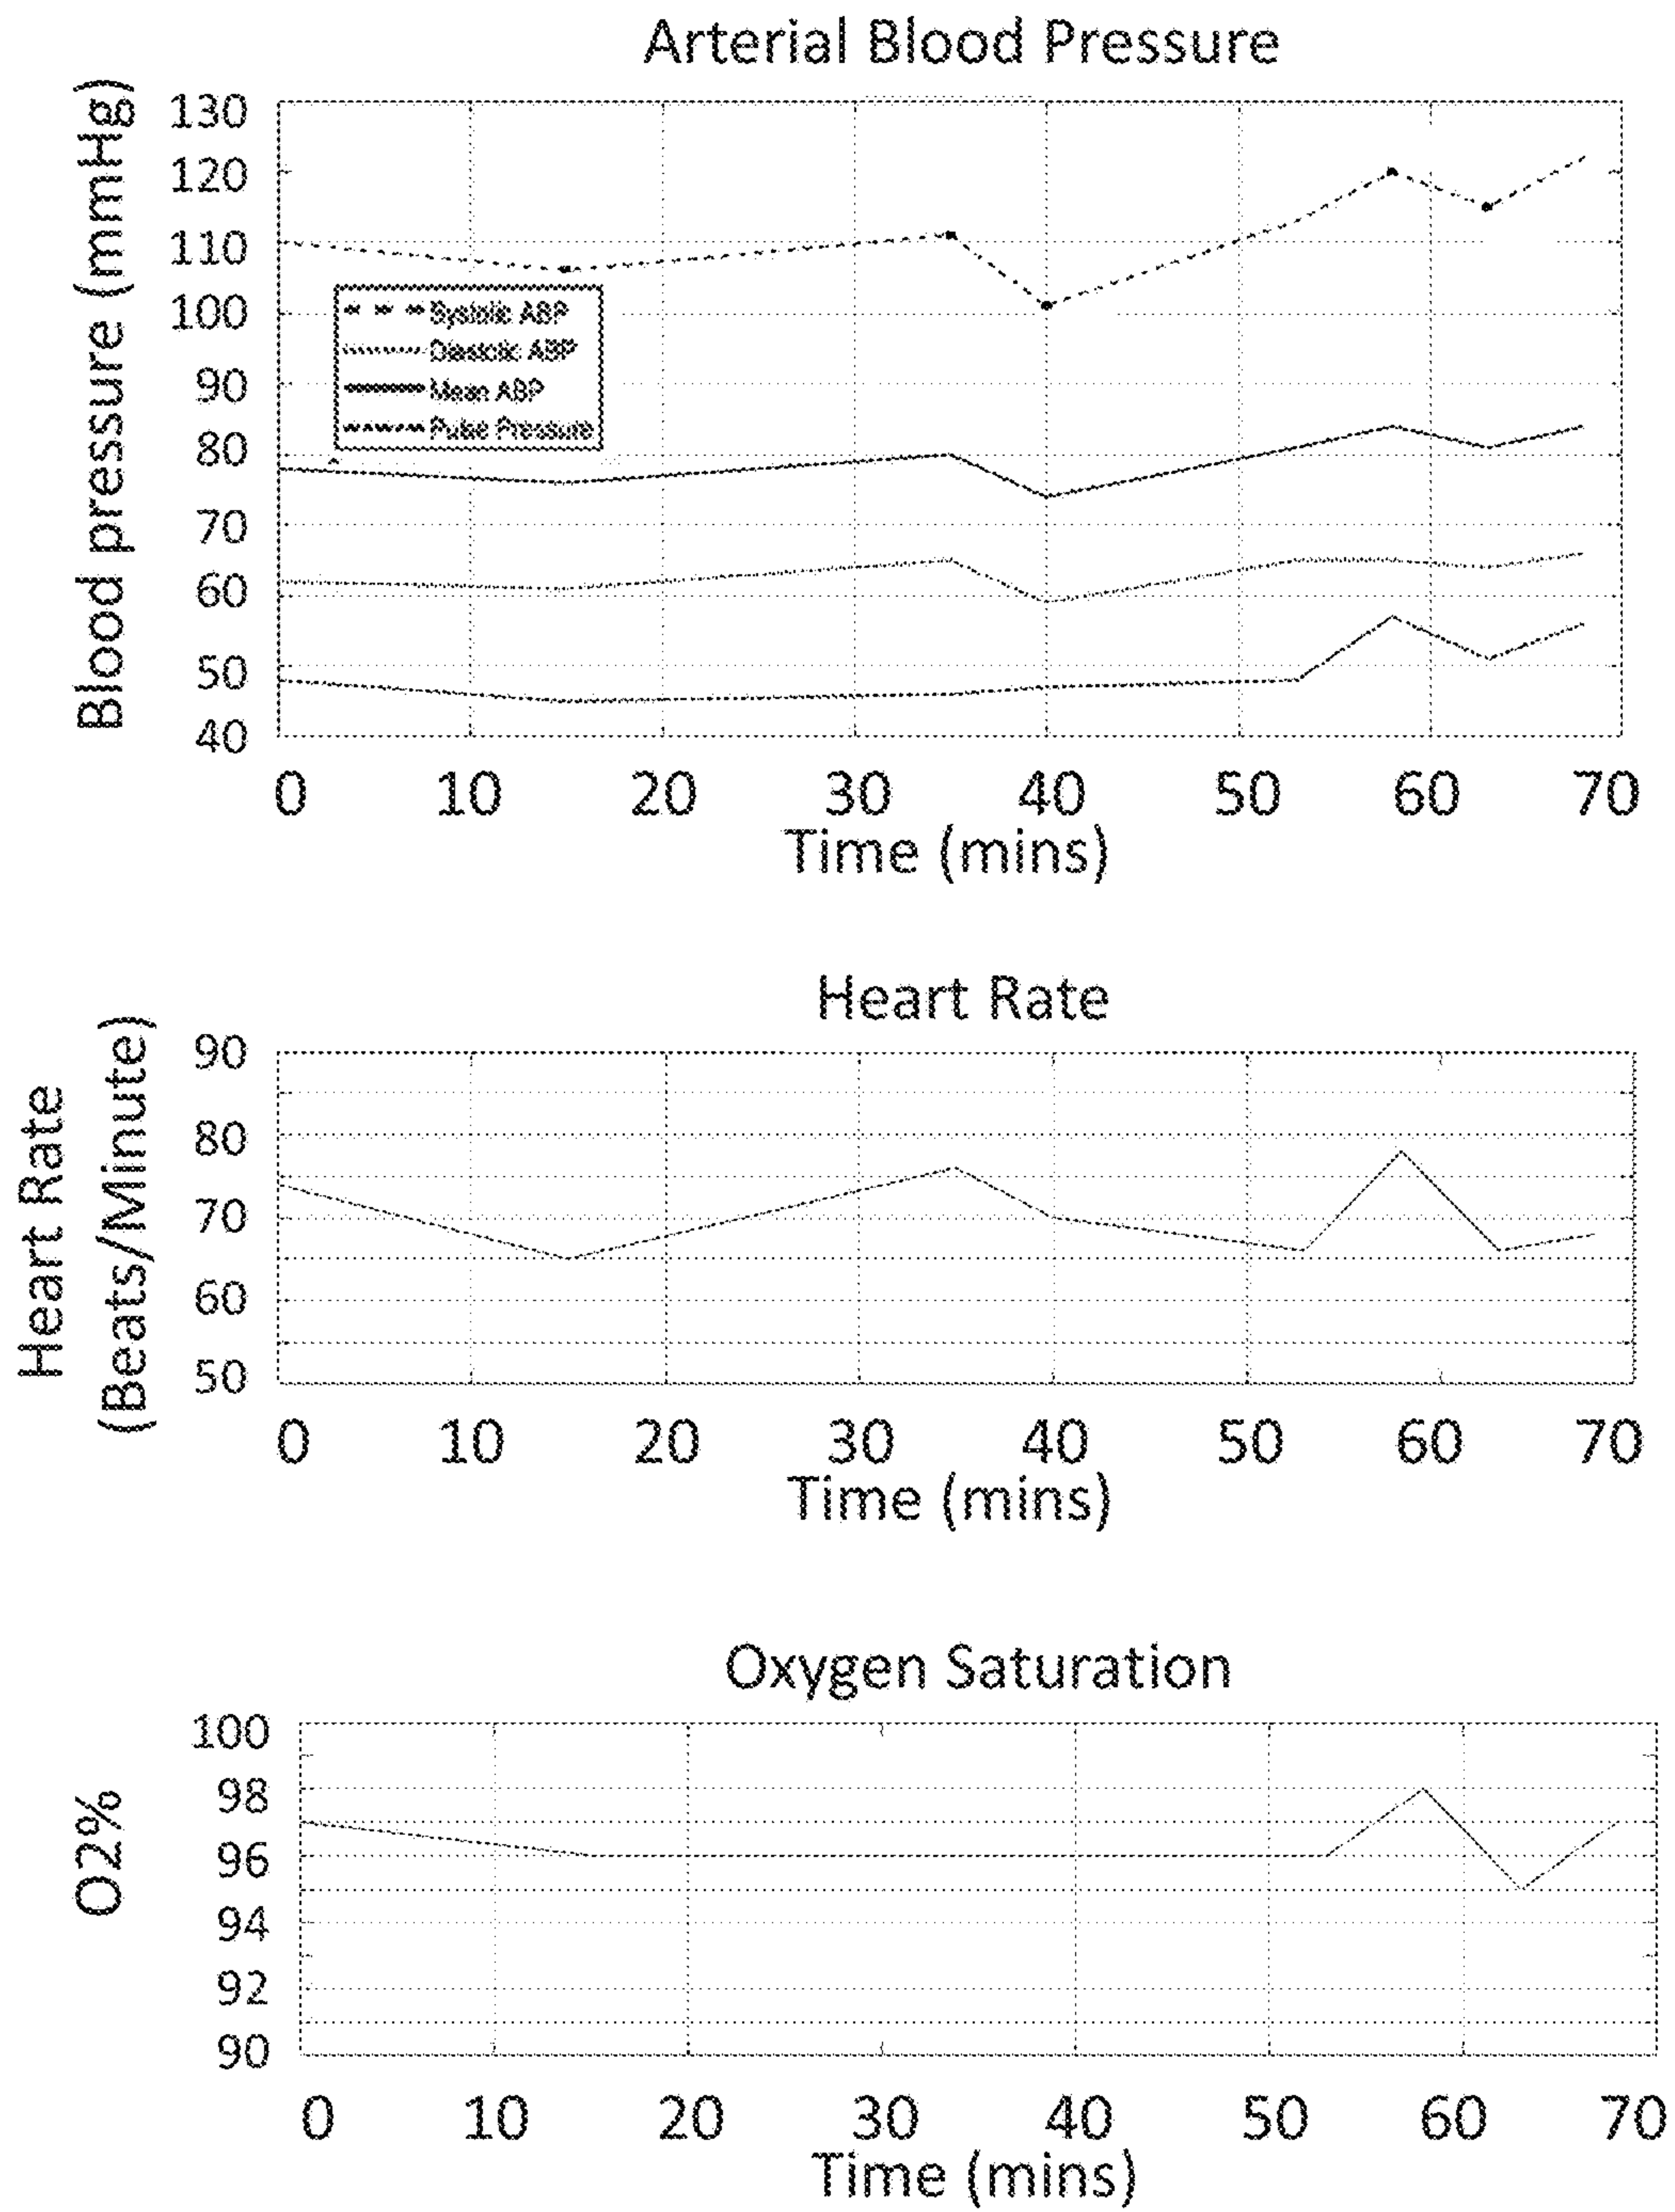 Arterial Blood Pressure
Blood pressure (mmHg)
130
120
110
100
90
80
70
60
50
40
Systolic ABP
Diastolic ABP
Mean ABP
Pulse Pressure
0 10 20 30 40 50 60 70
Time (mins)
Heart Rate
Heart Rate
(Beats/Minute)
90
80
70
60
50
0 10 20 30 40 50 60 70
Time (mins)
Oxygen Saturation
O2%
100
98
96
94
92
90
0 10 20 30 40 50 60 70
Time (mins)